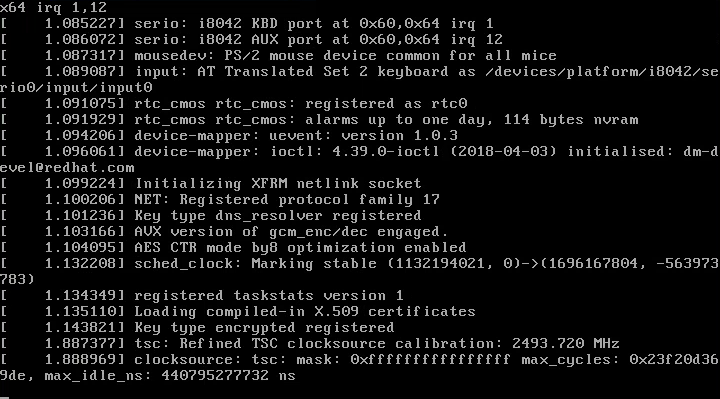 x64 irq 1,12
[    1.085227] serio: i8042 KBD port at 0x60,0x64 irq 1
[    1.086072] serio: i8042 AUX port at 0x60,0x64 irq 12
[    1.087317] mousedev: PS/2 mouse device common for all mice
[    1.089087] input: AT Translated Set 2 keyboard as /devices/platform/i8042/se
rio0/input/input0
[    1.091075] rtc_cmos rtc_cmos: registered as rtc0
[    1.091929] rtc_cmos rtc_cmos: alarms up to one day, 114 bytes nvram
[    1.094206] device-mapper: uevent: version 1.0.3
[    1.096061] device-mapper: ioctl: 4.39.0-ioctl (2018-04-03) initialised: dm-d
evel@redhat.com
[    1.099224] Initializing XFRM netlink socket
[    1.100206] NET: Registered protocol family 17
[    1.101236] Key type dns_resolver registered
[    1.103166] AVX version of gcm_enc/dec engaged.
[    1.104095] AES CTR mode by8 optimization enabled
[    1.132208] sched_clock: Marking stable (1132194021, 0)->(1696167804, -563973
783)
[    1.134349] registered taskstats version 1
[    1.135110] Loading compiled-in X.509 certificates
[    1.143821] Key type encrypted registered
[    1.887377] tsc: Refined TSC clocksource calibration: 2493.720 MHz
[    1.888969] clocksource: tsc: mask: 0xffffffffffffffff max_cycles: 0x23f20d36
9de, max_idle_ns: 440795277732 ns